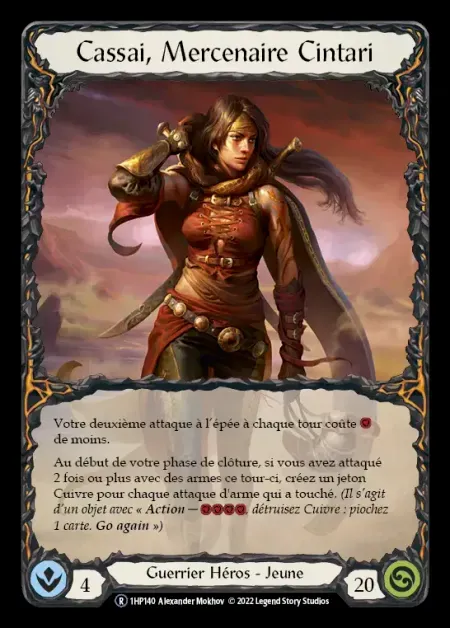 Cassai, Mercenaire Cintari
Votre deuxième attaque à l'épée à chaque tour coûte
de moins.
Au début de votre phase de clôture, si vous avez attaqué
2 fois ou plus avec des armes ce tour-ci, créez un jeton
Cuivre pour chaque attaque d'arme qui a touché. (Il s'agit
d'un objet avec « Action — , détruisez Cuivre : piochez
1 carte. Go again »)
4
Guerrier Héros - Jeune
20
R 1HP140 Alexander Mokhov © 2022 Legend Story Studios